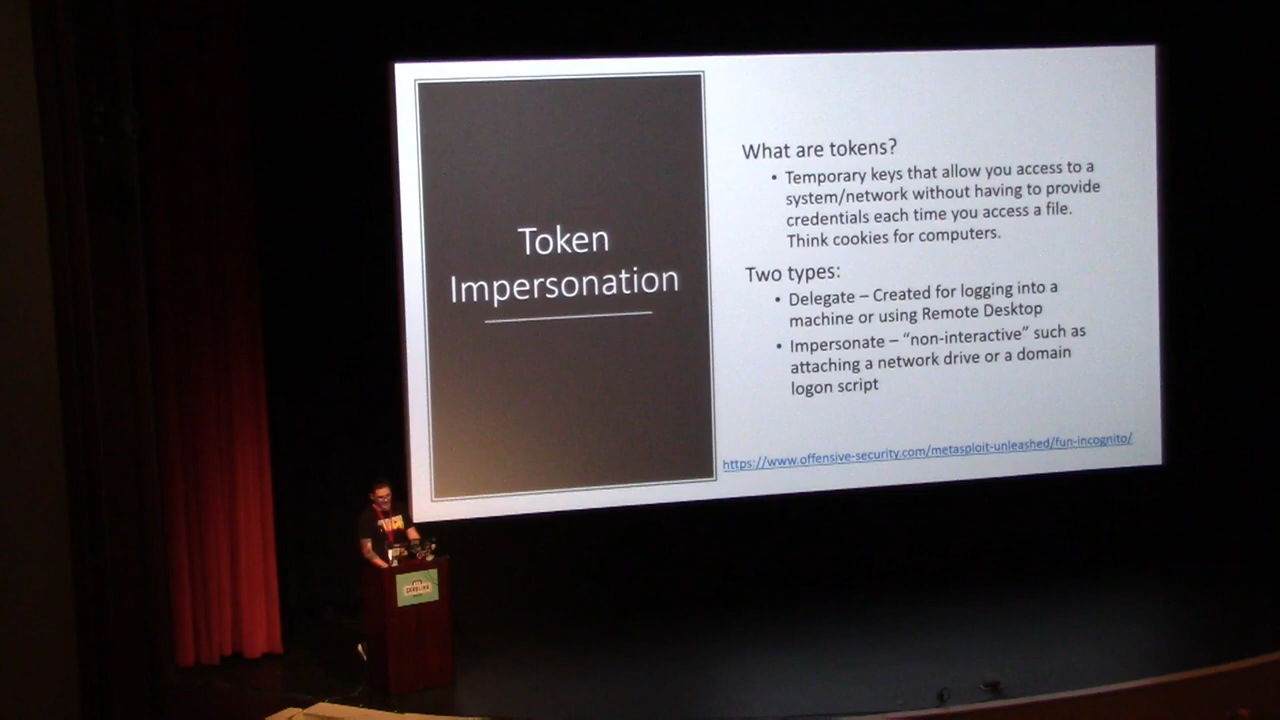 Token
Impersonation
What are tokens?
• Temporary keys that allow you access to a
system/network without having to provide
credentials each time you access a file.
Think cookies for computers.
Two types:
• Delegate – Created for logging into a
machine or using Remote Desktop
• Impersonate – “non-interactive” such as
attaching a network drive or a domain
logon script
https://www.offensive-security.com/metasploit-unleashed/fun-incognito/